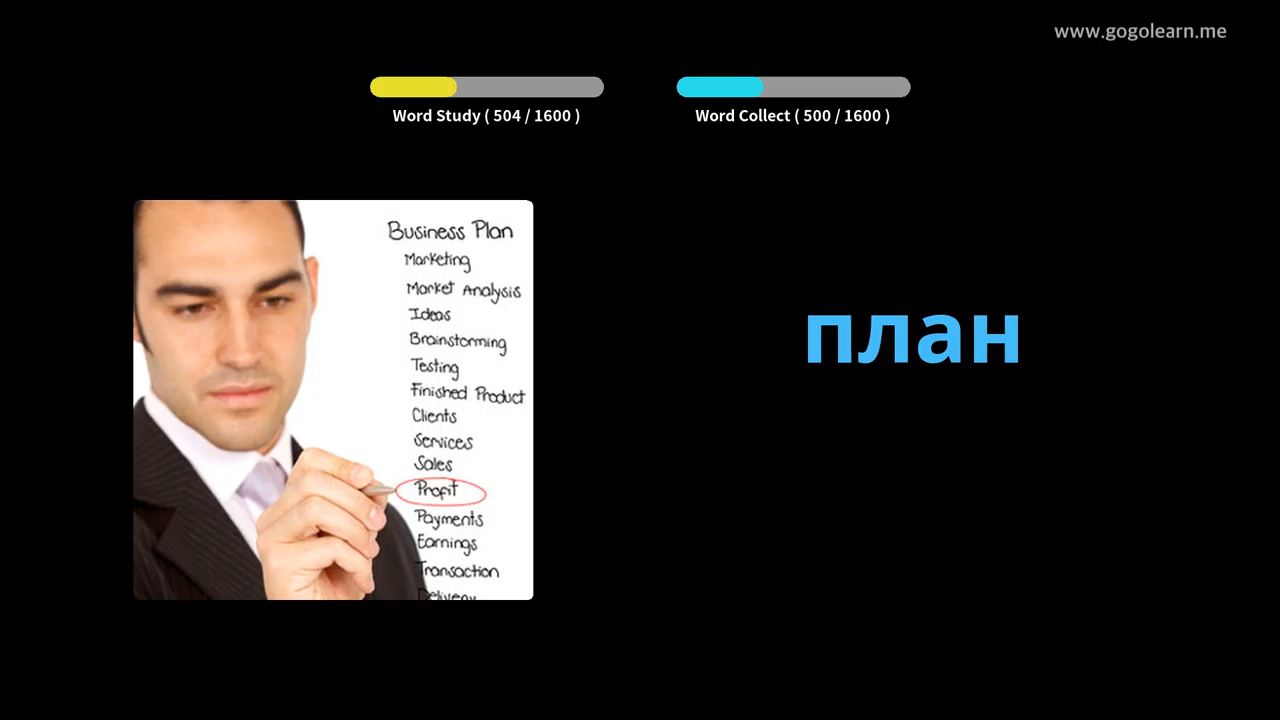 www.gogolearn.me
Word Study ( 504 / 1600 )
Word Collect ( 500 / 1600 )
Business Plan
Marketing
Market Analysis
Ideas
Brainstorming
Testing
Finished Product
Clients
Services
Sales
Profit
Payments
Earnings
Transaction
Delivery
план